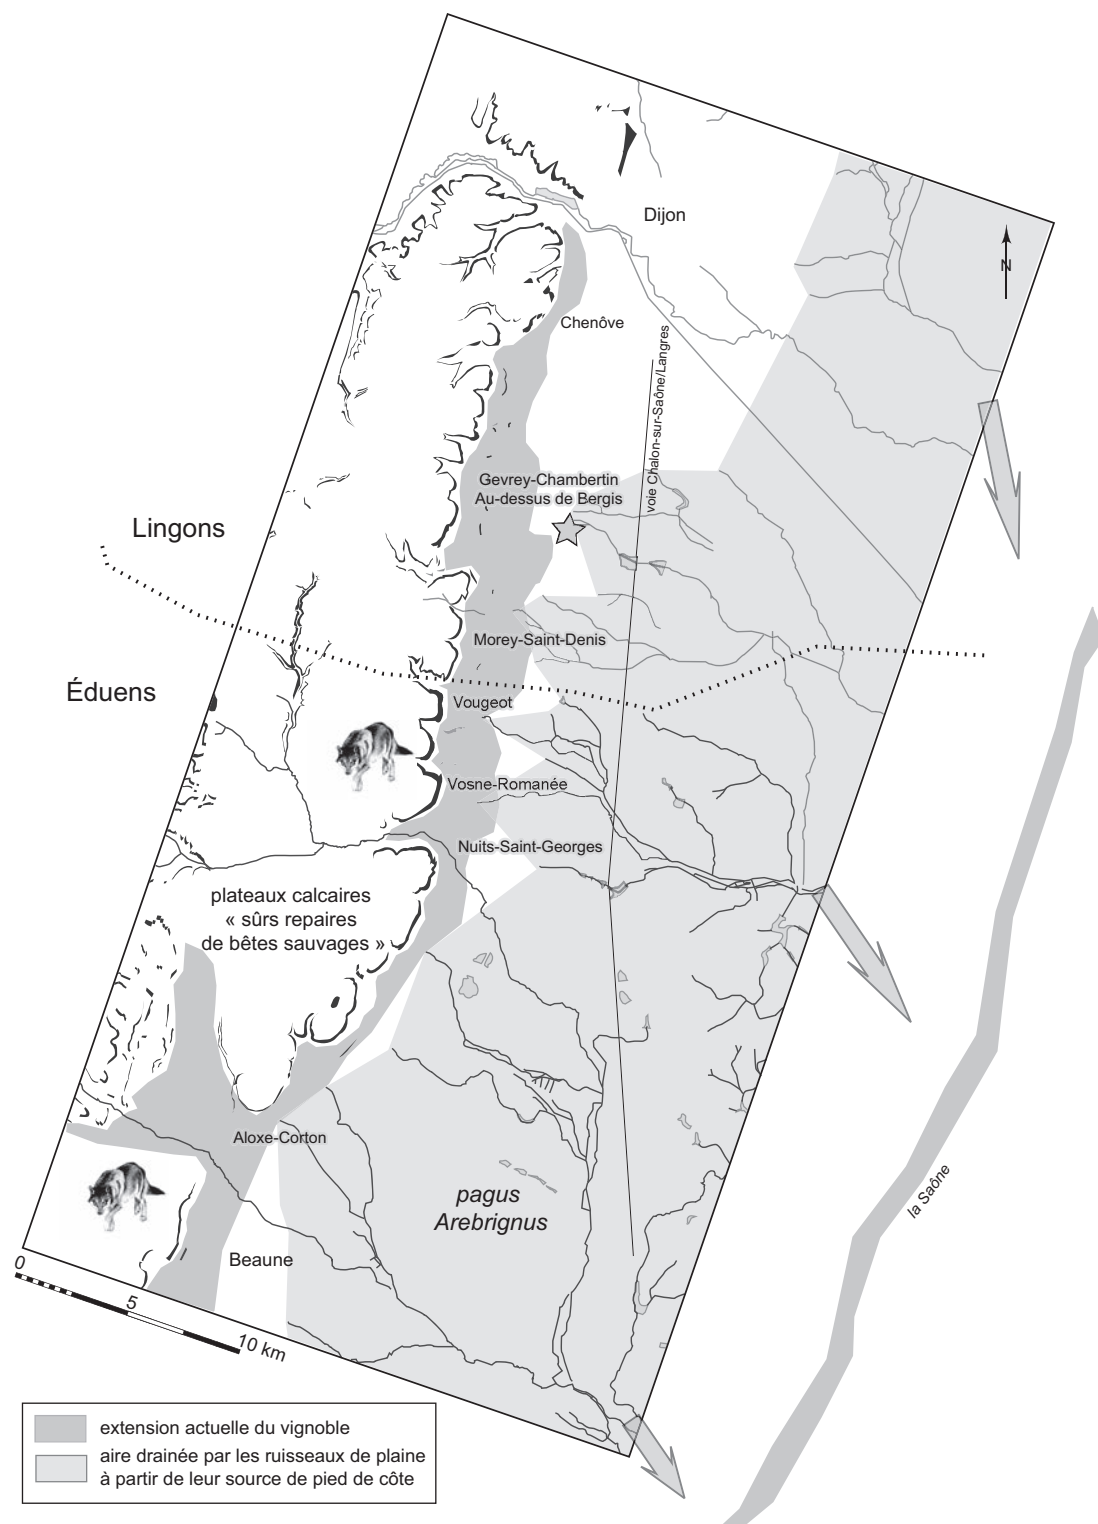 Dijon
N
Chenôve
voie Chalon-sur-Saône/Langres
Gevrey-Chambertin
Au-dessus de Bergis
Lingons
Morey-Saint-Denis
Éduens
Vougeot
Vosne-Romanée
Nuits-Saint-Georges
plateaux calcaires
« sûrs repaires
de bêtes sauvages »
Aloxe-Corton
pagus
Arebrignus
la Saône
Beaune
0
5
10 km
extension actuelle du vignoble
aire drainée par les ruisseaux de plaine
à partir de leur source de pied de côte